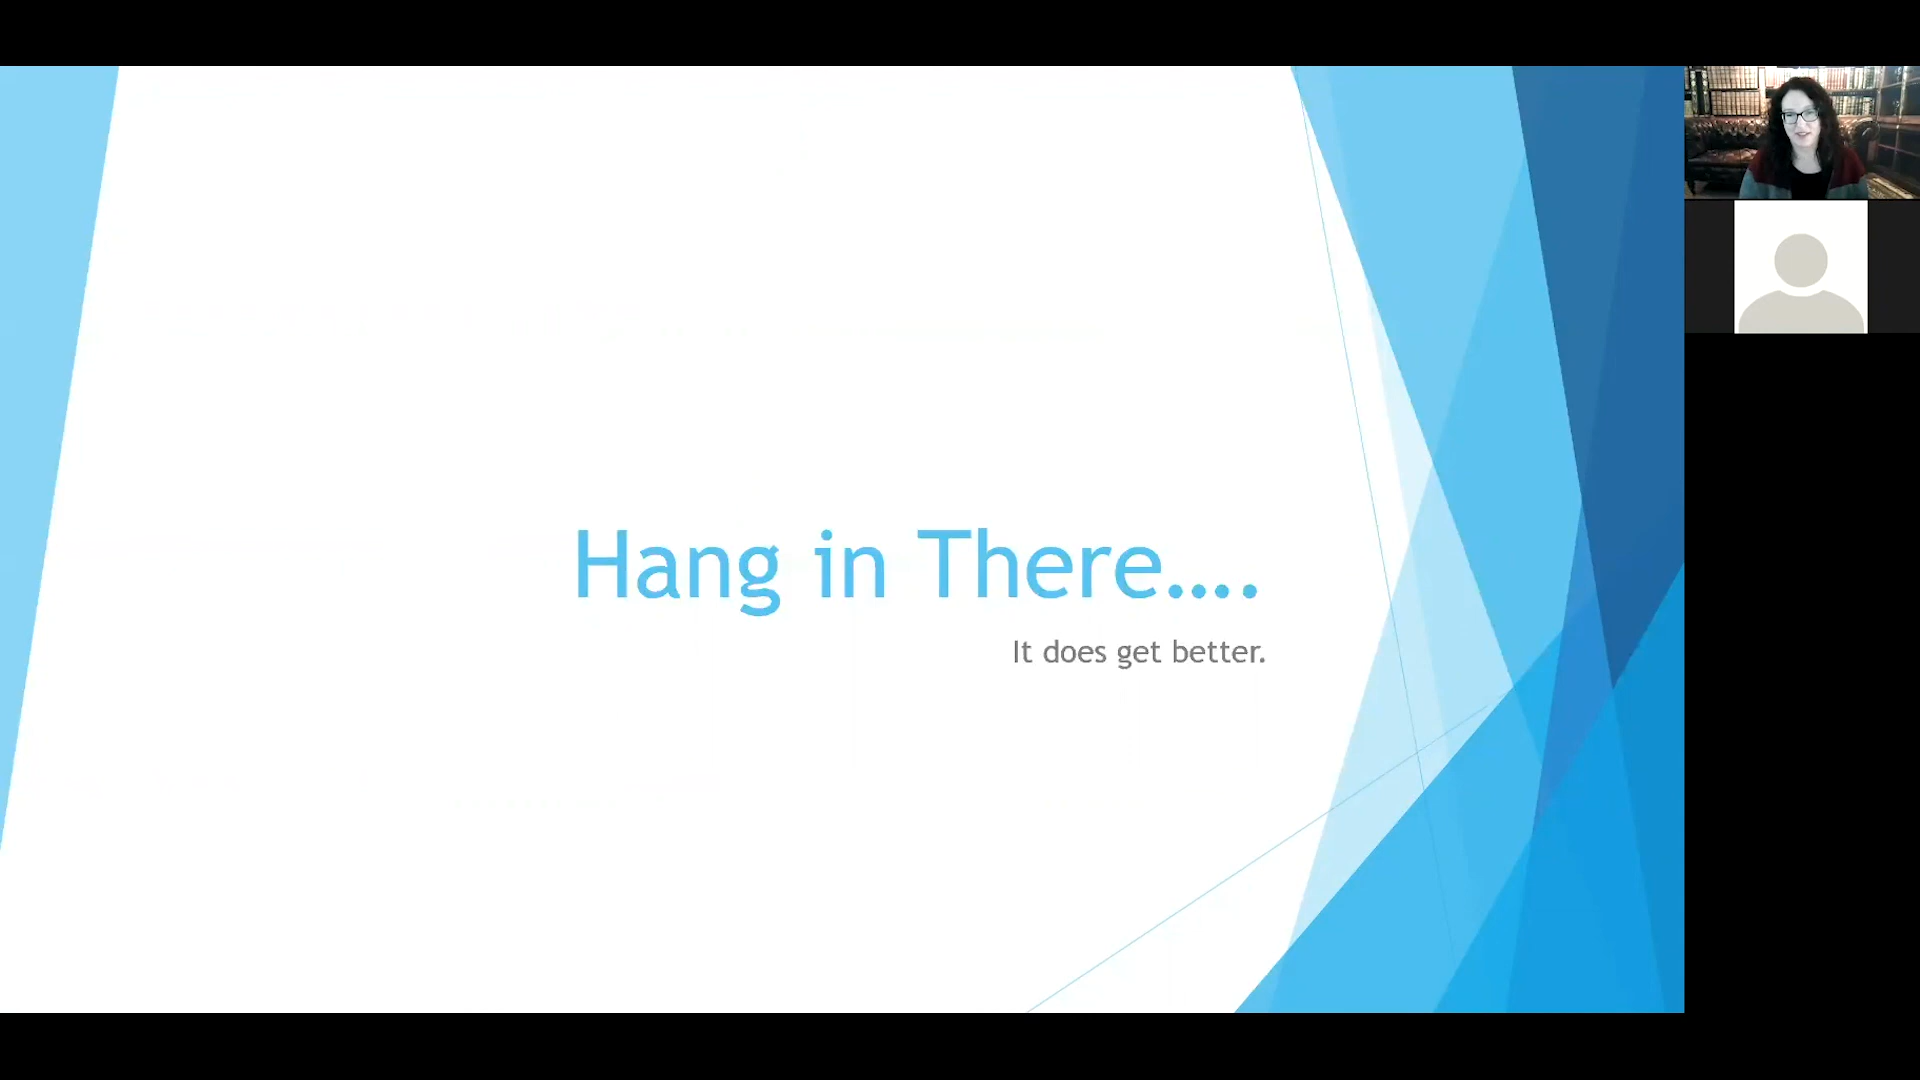 Hang in There....
It does get better.